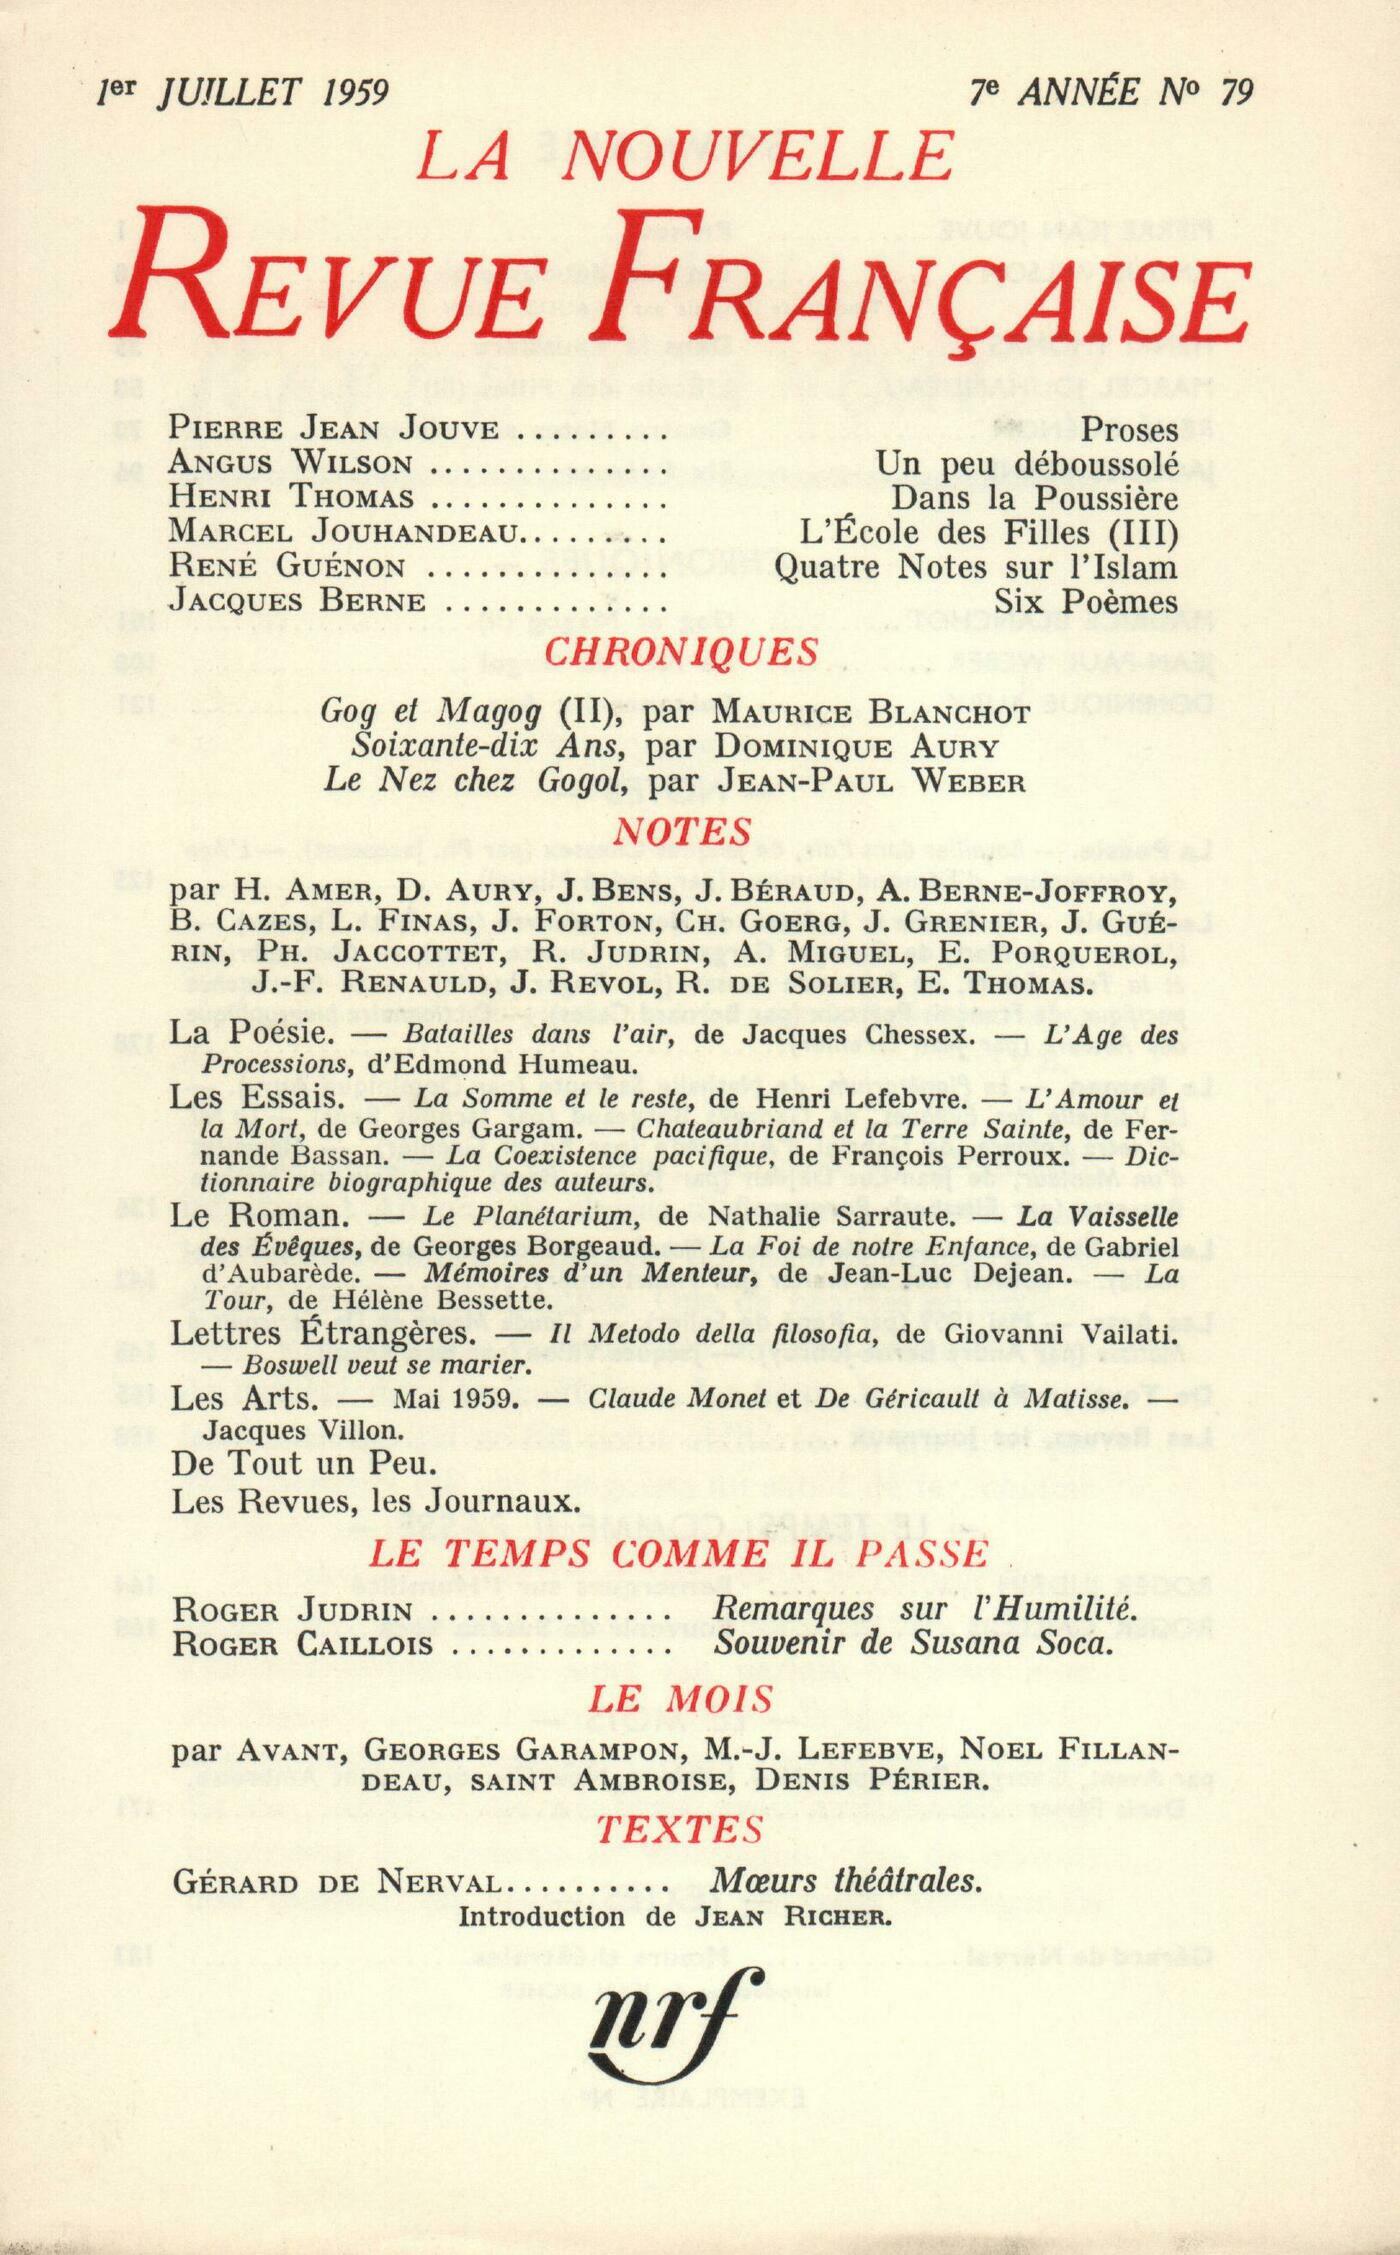 1er JUILLET 1959 7e ANNÉE No 79
LA NOUVELLE
REVUE FRANÇAISE
PIERRE JEAN JOUVE ......... Proses
ANGUS WILSON .............. Un peu déboussolé
HENRI THOMAS .............. Dans la Poussière
MARCEL JOUHANDEAU......... L'École des Filles (III)
RENÉ GUÉNON .............. Quatre Notes sur l'Islam
JACQUES BERNE ............. Six Poèmes
CHRONIQUES
Gog et Magog (II), par MAURICE BLANCHOT
Soixante-dix Ans, par DOMINIQUE AURY
Le Nez chez Gogol, par JEAN-PAUL WEBER
NOTES
par H. AMER, D. AURY, J. BENS, J. BÉRAUD, A. BERNE-JOFFROY,
B. CAZES, L. FINAS, J. FORTON, CH. GOERG, J. GRENIER, J. GUÉ-
RIN, PH. JACCOTTET, R. JUDRIN, A. MIGUEL, E. PORQUEROL,
J.-F. RENAULD, J. REVOL, R. DE SOLIER, E. THOMAS.
La Poésie. — Batailles dans l'air, de Jacques Chessex. — L'Age des
Processions, d'Edmond Humeau.
Les Essais. — La Somme et le reste, de Henri Lefebvre. — L'Amour et
la Mort, de Georges Gargam. — Chateaubriand et la Terre Sainte, de Fer-
nande Bassan. — La Coexistence pacifique, de François Perroux. — Dic-
tionnaire biographique des auteurs.
Le Roman. — Le Planétarium, de Nathalie Sarraute. — La Vaisselle
des Évêques, de Georges Borgeaud. — La Foi de notre Enfance, de Gabriel
d'Aubarède. — Mémoires d'un Menteur, de Jean-Luc Dejean. — La
Tour, de Hélène Bessette.
Lettres Étrangères. — Il Metodo della filosofia, de Giovanni Vailati.
— Boswell veut se marier.
Les Arts. — Mai 1959. — Claude Monet et De Géricault à Matisse. —
Jacques Villon.
De Tout un Peu.
Les Revues, les Journaux.
LE TEMPS COMME IL PASSE
ROGER JUDRIN .............. Remarques sur l'Humilité.
ROGER CAILLOIS ............. Souvenir de Susana Soca.
LE MOIS
par AVANT, GEORGES GARAMPON, M.-J. LEFEBVE, NOEL FILLAN-
DEAU, SAINT AMBROISE, DENIS PÉRIER.
TEXTES
GÉRARD DE NERVAL.......... Mœurs théâtrales.
Introduction de JEAN RICHER.
nrf